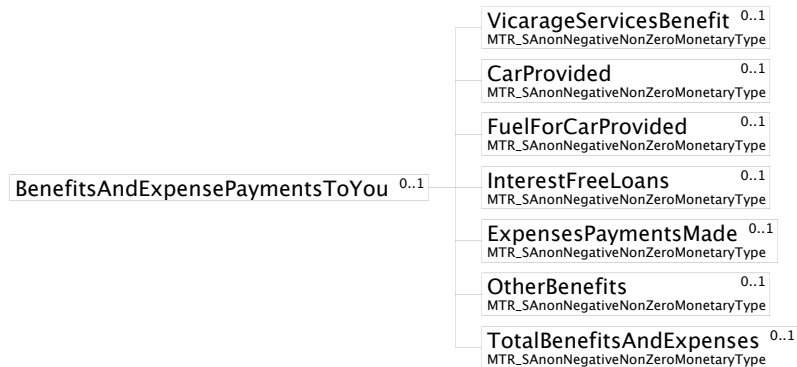 VicarageServicesBenefit 0..1
MTR_SAnonNegativeNonZeroMonetaryType
CarProvided 0..1
MTR_SAnonNegativeNonZeroMonetaryType
FuelForCarProvided 0..1
MTR_SAnonNegativeNonZeroMonetaryType
BenefitsAndExpensePaymentsToYou 0..1
InterestFreeLoans 0..1
MTR_SAnonNegativeNonZeroMonetaryType
ExpensesPaymentsMade 0..1
MTR_SAnonNegativeNonZeroMonetaryType
OtherBenefits 0..1
MTR_SAnonNegativeNonZeroMonetaryType
TotalBenefitsAndExpenses 0..1
MTR_SAnonNegativeNonZeroMonetaryType